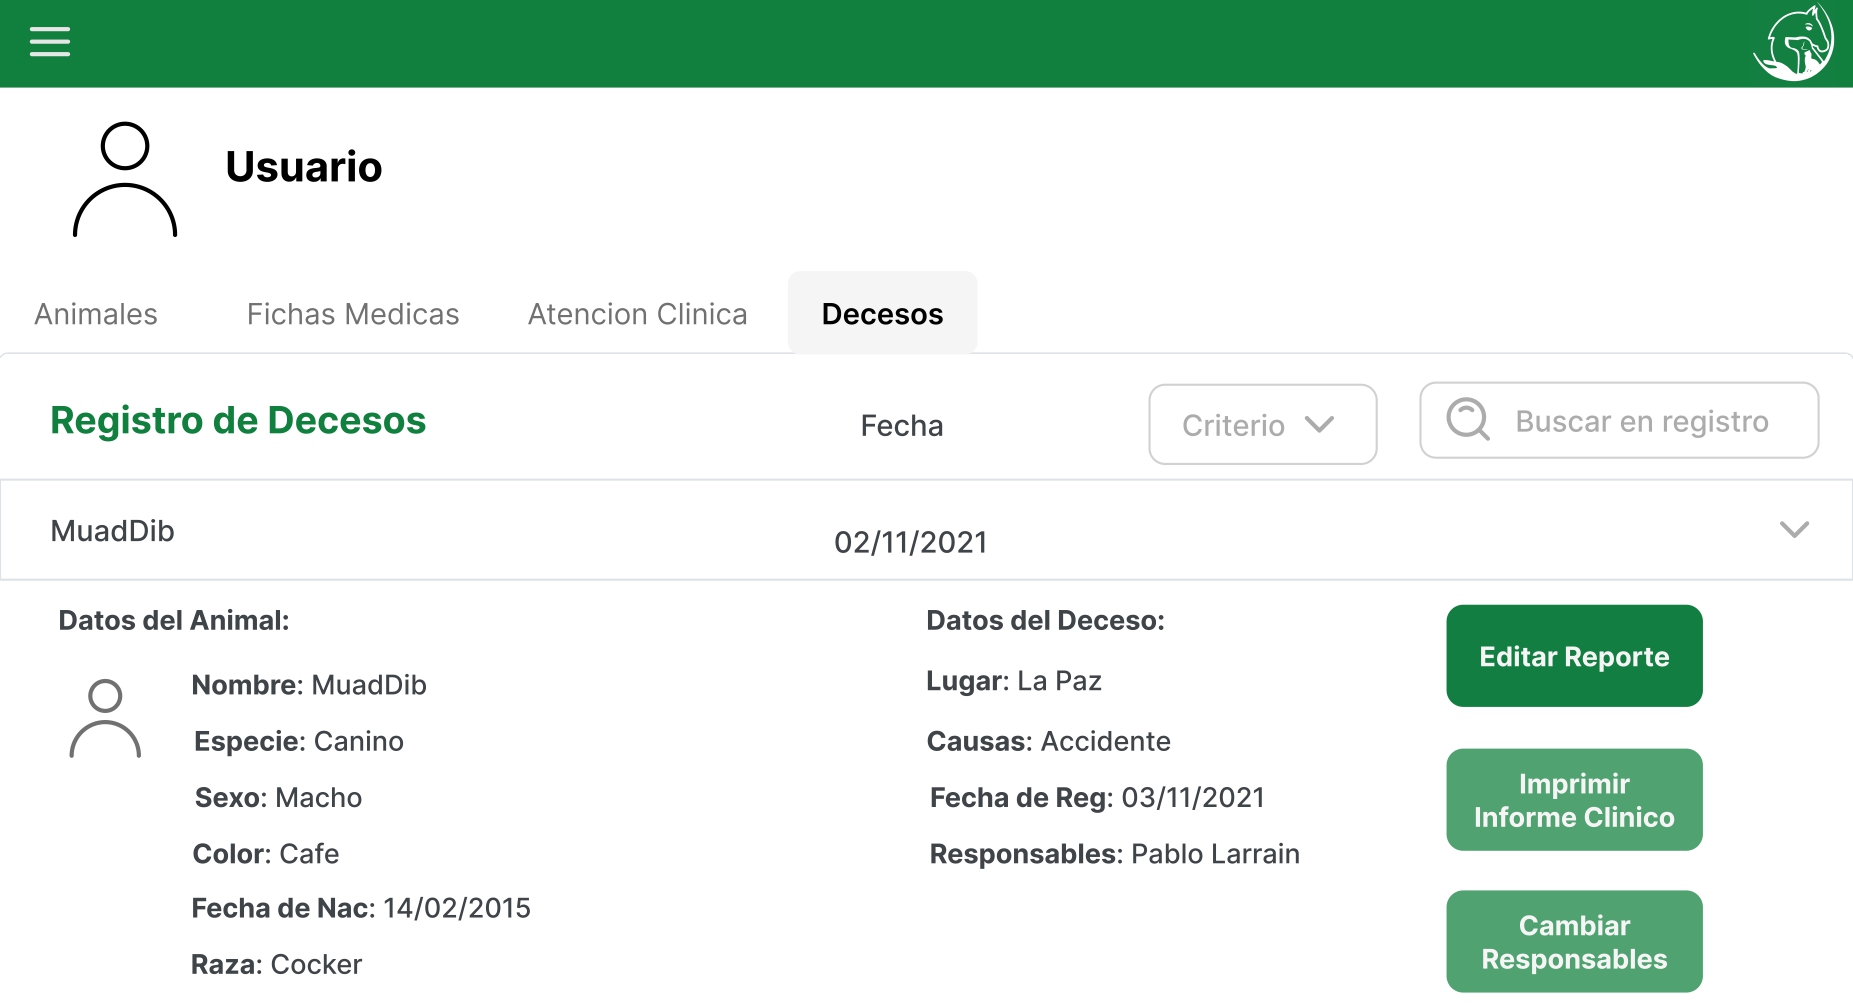 Usuario
Animales
Fichas Medicas
Atencion Clinica
Decesos
Registro de Decesos
Fecha
Criterio
Buscar en registro
MuadDib
02/11/2021
Datos del Animal:
Nombre: MuadDib
Especie: Canino
Sexo: Macho
Color: Cafe
Fecha de Nac: 14/02/2015
Raza: Cocker
Datos del Deceso:
Lugar: La Paz
Causas: Accidente
Fecha de Reg: 03/11/2021
Responsables: Pablo Larrain
Editar Reporte
Imprimir
Informe Clinico
Cambiar
Responsables